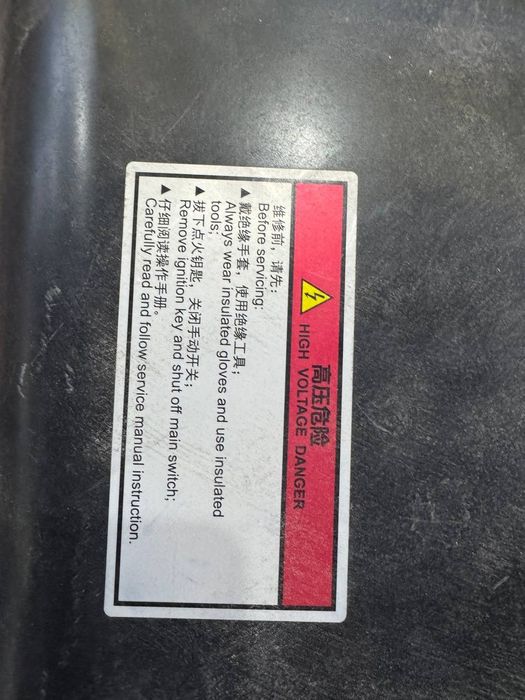 高压危险
HIGH VOLTAGE DANGER
维修前，请先：
Before servicing:
▲戴绝缘手套，使用绝缘工具；
Always wear insulated gloves and use insulated
tools;
▲拔下点火钥匙，关闭手动开关；
Remove ignition key and shut off main switch;
▲仔细阅读操作手册。
Carefully read and follow service manual instruction.